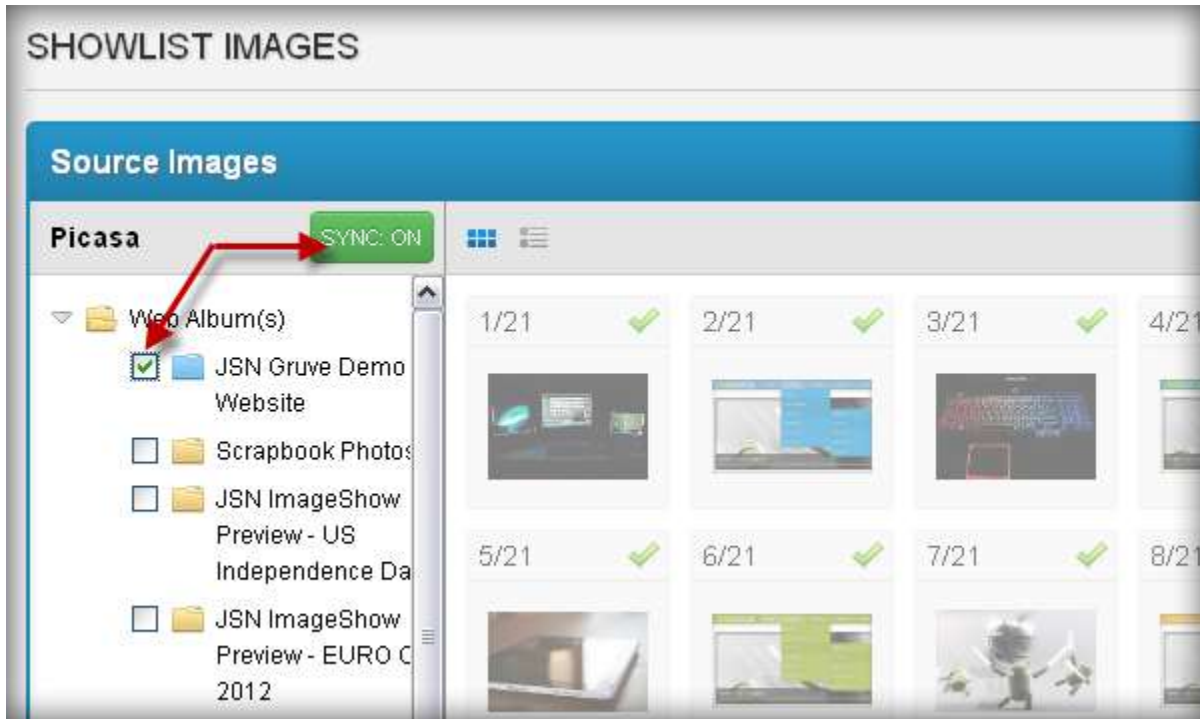 SHOWLIST IMAGES
Source Images
Picasa
SYNC: ON
Web Album(s)
JSN Gruve Demo
Website
Scrapbook Photos
JSN ImageShow
Preview - US
Independence Da
JSN ImageShow
Preview - EURO C
2012
1/21
2/21
3/21
4/21
5/21
6/21
7/21
8/21